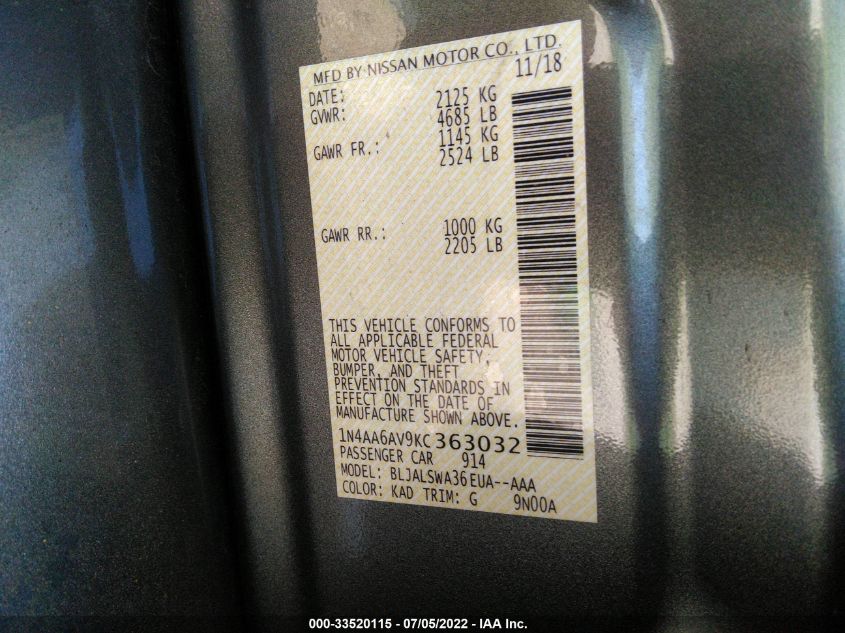 MFD BY NISSAN MOTOR CO., LTD.
DATE: 11/18
GVWR: 2125 KG
4685 LB
GAWR FR.: 1145 KG
2524 LB
GAWR RR.: 1000 KG
2205 LB
THIS VEHICLE CONFORMS TO
ALL APPLICABLE FEDERAL
MOTOR VEHICLE SAFETY,
BUMPER, AND THEFT
PREVENTION STANDARDS IN
EFFECT ON THE DATE OF
MANUFACTURE SHOWN ABOVE.
1N4AA6AV9KC363032
PASSENGER CAR 914
MODEL: BLJALSWA36EUA--AAA
COLOR: KAD TRIM: G 9N00A
000-33520115 - 07/05/2022 - IAA Inc.